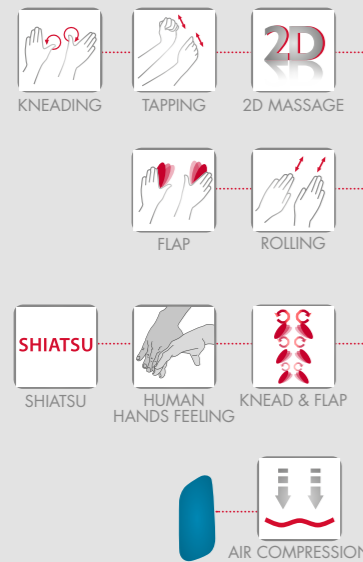 2D
KNEADING
TAPPING
2D MASSAGE
FLAP
ROLLING
SHIATSU
SHIATSU
HUMAN
HANDS FEELING
KNEAD & FLAP
AIR COMPRESSION